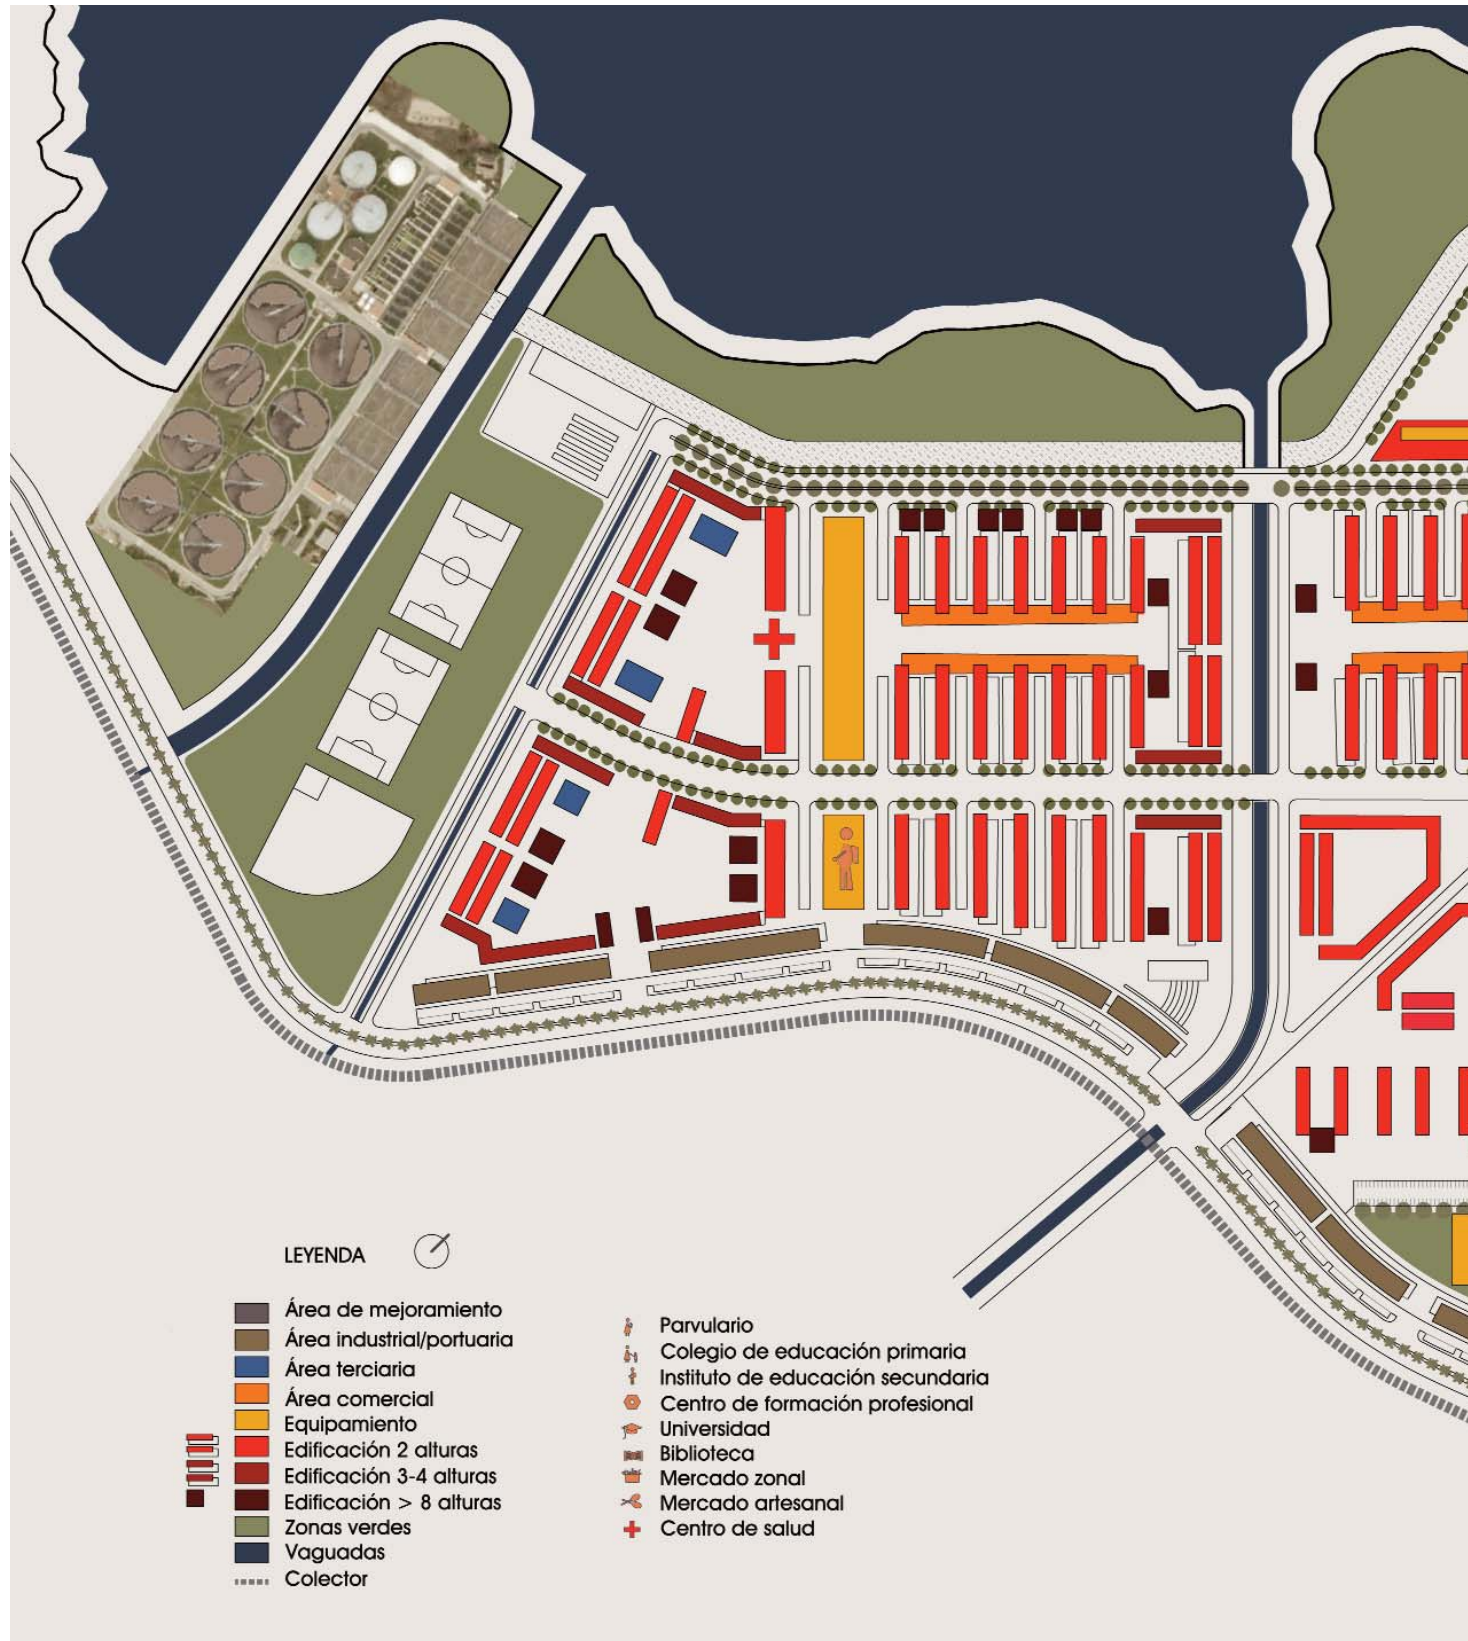 LEYENDA
Área de mejoramiento
Área industrial/portuaria
Área terciaria
Área comercial
Equipamiento
Edificación 2 alturas
Edificación 3-4 alturas
Edificación > 8 alturas
Zonas verdes
Vaguadas
Colector
Parvulario
Colegio de educación primaria
Instituto de educación secundaria
Centro de formación profesional
Universidad
Biblioteca
Mercado zonal
Mercado artesanal
Centro de salud